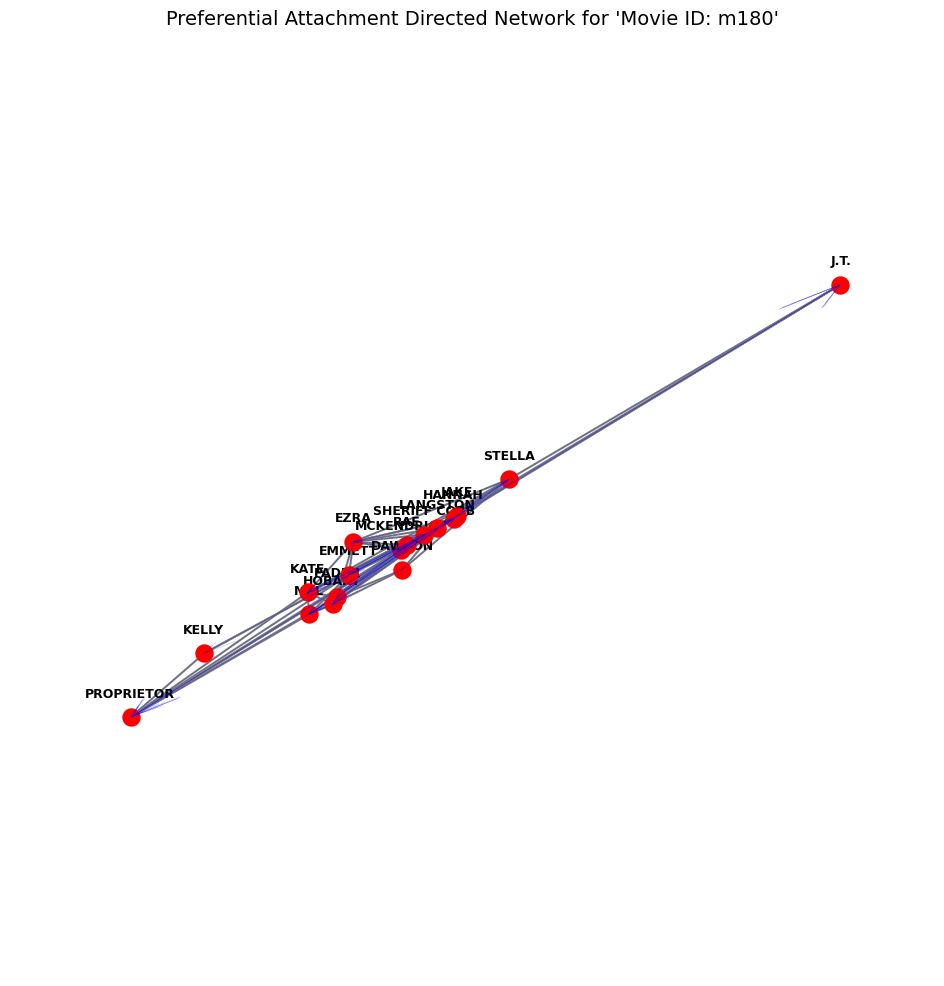 Preferential Attachment Directed Network for 'Movie ID: m180'
J.T.
STELLA
JAKE
HANNAH
LANGSTON
SHERIFF COBB
EZRA
RAE
DAWSON
EMMETT
KATE
HOBART
KELLY
PROPRIETOR